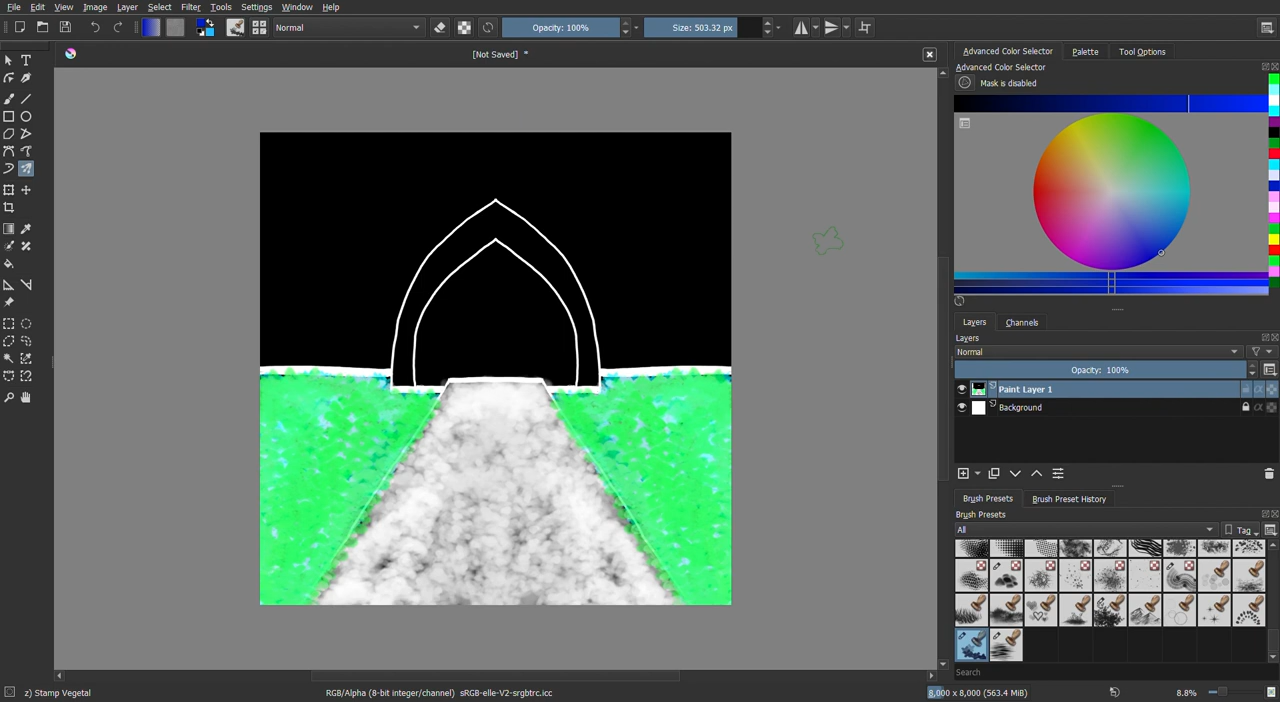 File Edit View Image Layer Select Filter Tools Settings Window Help
Normal Opacity: 100% Size: 503.32 px
[Not Saved] *
Advanced Color Selector Palette Tool Options
Advanced Color Selector
Mask is disabled
Layers Channels
Layers
Normal
Opacity: 100%
Paint Layer 1
Background
Brush Presets Brush Preset History
Brush Presets
All Tag
Search
z) Stamp Vegetal RGB/Alpha (8-bit integer/channel) sRGB-elle-V2-srgbtrc.icc 8,000 x 8,000 (563.4 MiB) 8.8%